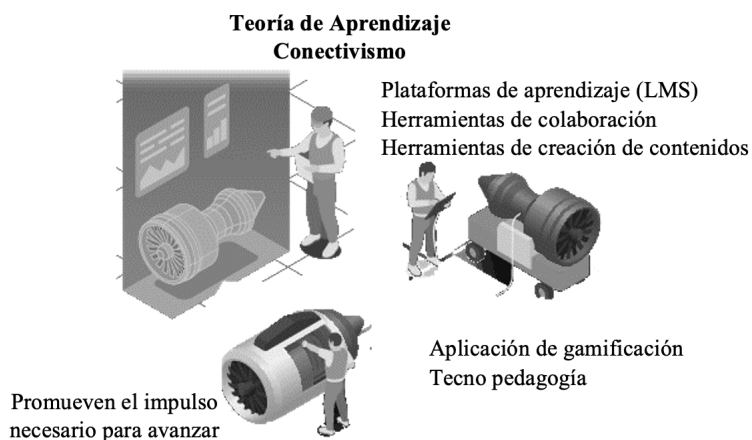 Teoría de Aprendizaje
Conectivismo
Plataformas de aprendizaje (LMS)
Herramientas de colaboración
Herramientas de creación de contenidos
Aplicación de gamificación
Tecno pedagogía
Promueven el impulso
necesario para avanzar